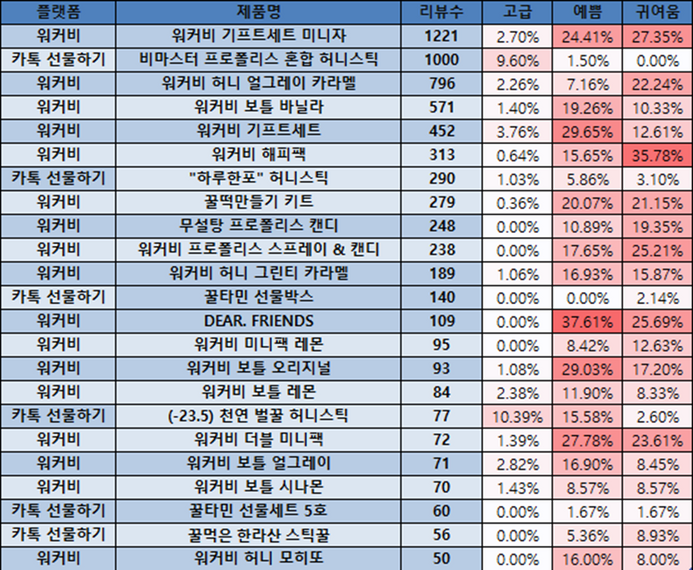 플랫폼 제품명 리뷰수 고급 예쁨 귀여움
워커비 워커비 기프트세트 미니자 1221 2.70% 24.41% 27.35%
카톡 선물하기 비마스터 프로폴리스 혼합 허니스틱 1000 9.60% 1.50% 0.00%
워커비 워커비 허니 얼그레이 카라멜 796 2.26% 7.16% 22.24%
워커비 워커비 보틀 바닐라 571 1.40% 19.26% 10.33%
워커비 워커비 기프트세트 452 3.76% 29.65% 12.61%
워커비 워커비 해피팩 313 0.64% 15.65% 35.78%
카톡 선물하기 "하루한포" 허니스틱 290 1.03% 5.86% 3.10%
워커비 꿀떡만들기 키트 279 0.36% 20.07% 21.15%
워커비 무설탕 프로폴리스 캔디 248 0.00% 10.89% 19.35%
워커비 워커비 프로폴리스 스프레이 & 캔디 238 0.00% 17.65% 25.21%
워커비 워커비 허니 그린티 카라멜 189 1.06% 16.93% 15.87%
카톡 선물하기 꿀타민 선물박스 140 0.00% 0.00% 2.14%
워커비 DEAR. FRIENDS 109 0.00% 37.61% 25.69%
워커비 워커비 미니팩 레몬 95 0.00% 8.42% 12.63%
워커비 워커비 보틀 오리지널 93 1.08% 29.03% 17.20%
워커비 워커비 보틀 레몬 84 2.38% 11.90% 8.33%
카톡 선물하기 (-23.5) 천연 벌꿀 허니스틱 77 10.39% 15.58% 2.60%
워커비 워커비 더블 미니팩 72 1.39% 27.78% 23.61%
워커비 워커비 보틀 얼그레이 71 2.82% 16.90% 8.45%
워커비 워커비 보틀 시나몬 70 1.43% 8.57% 8.57%
카톡 선물하기 꿀타민 선물세트 5호 60 0.00% 1.67% 1.67%
카톡 선물하기 꿀먹은 한라산 스틱꿀 56 0.00% 5.36% 8.93%
워커비 워커비 허니 모히또 50 0.00% 16.00% 8.00%